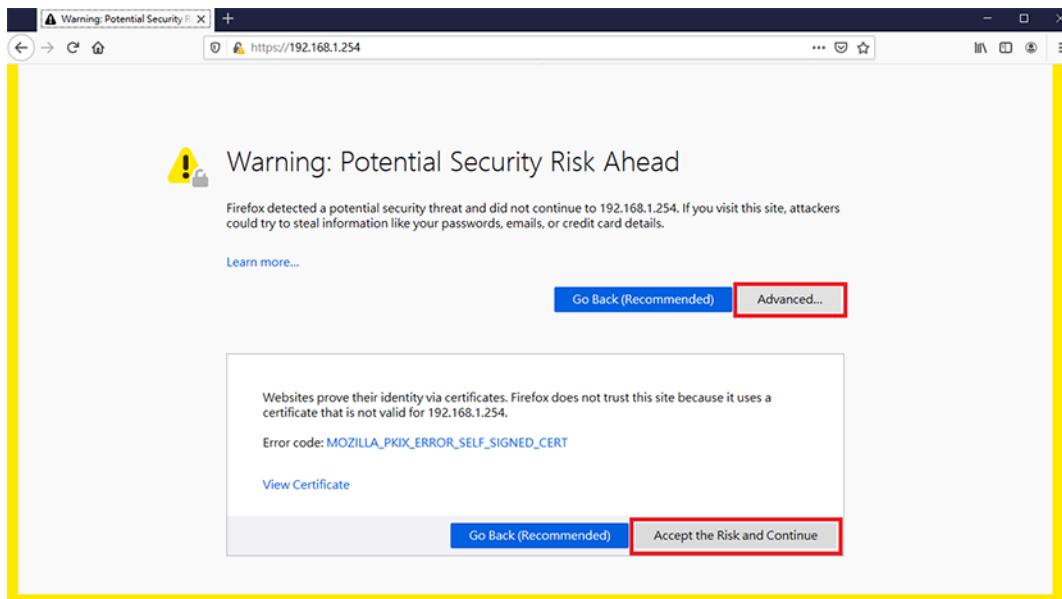 Warning: Potential Security R
https://192.168.1.254
Warning: Potential Security Risk Ahead
Firefox detected a potential security threat and did not continue to 192.168.1.254. If you visit this site, attackers
could try to steal information like your passwords, emails, or credit card details.
Learn more...
Go Back (Recommended) Advanced...
Websites prove their identity via certificates. Firefox does not trust this site because it uses a
certificate that is not valid for 192.168.1.254.
Error code: MOZILLA_PKIX_ERROR_SELF_SIGNED_CERT
View Certificate
Go Back (Recommended) Accept the Risk and Continue